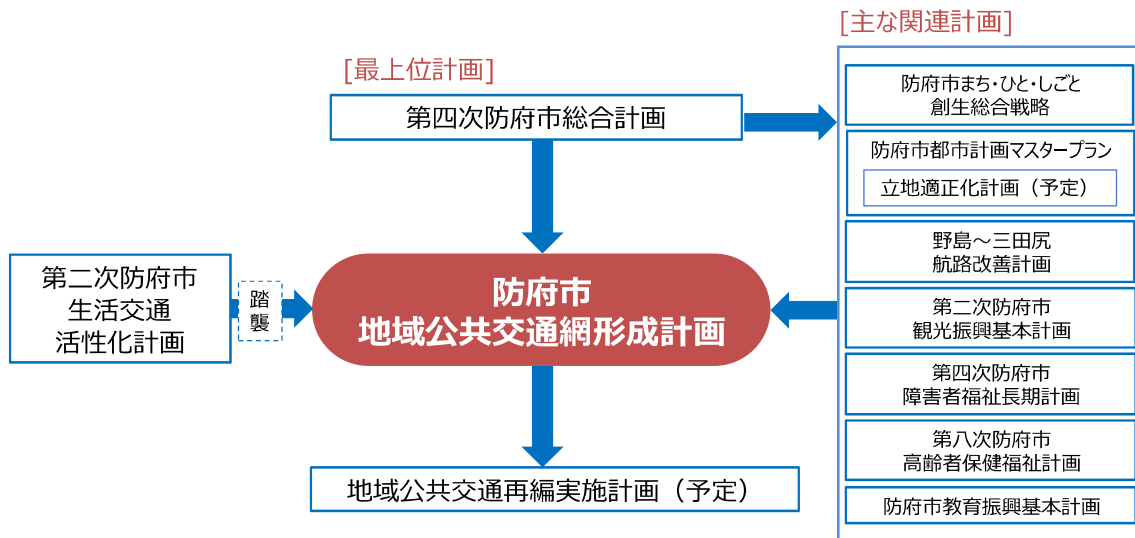 [主な関連計画]
[最上位計画]
第四次防府市総合計画
防府市まち・ひと・しごと
創生総合戦略
防府市都市計画マスタープラン
立地適正化計画（予定）
野島～三田尻
航路改善計画
第二次防府市
観光振興基本計画
第四次防府市
障害者福祉長期計画
第八次防府市
高齢者保健福祉計画
防府市教育振興基本計画
第二次防府市
生活交通
活性化計画
踏
襲
防府市
地域公共交通網形成計画
地域公共交通再編実施計画（予定）